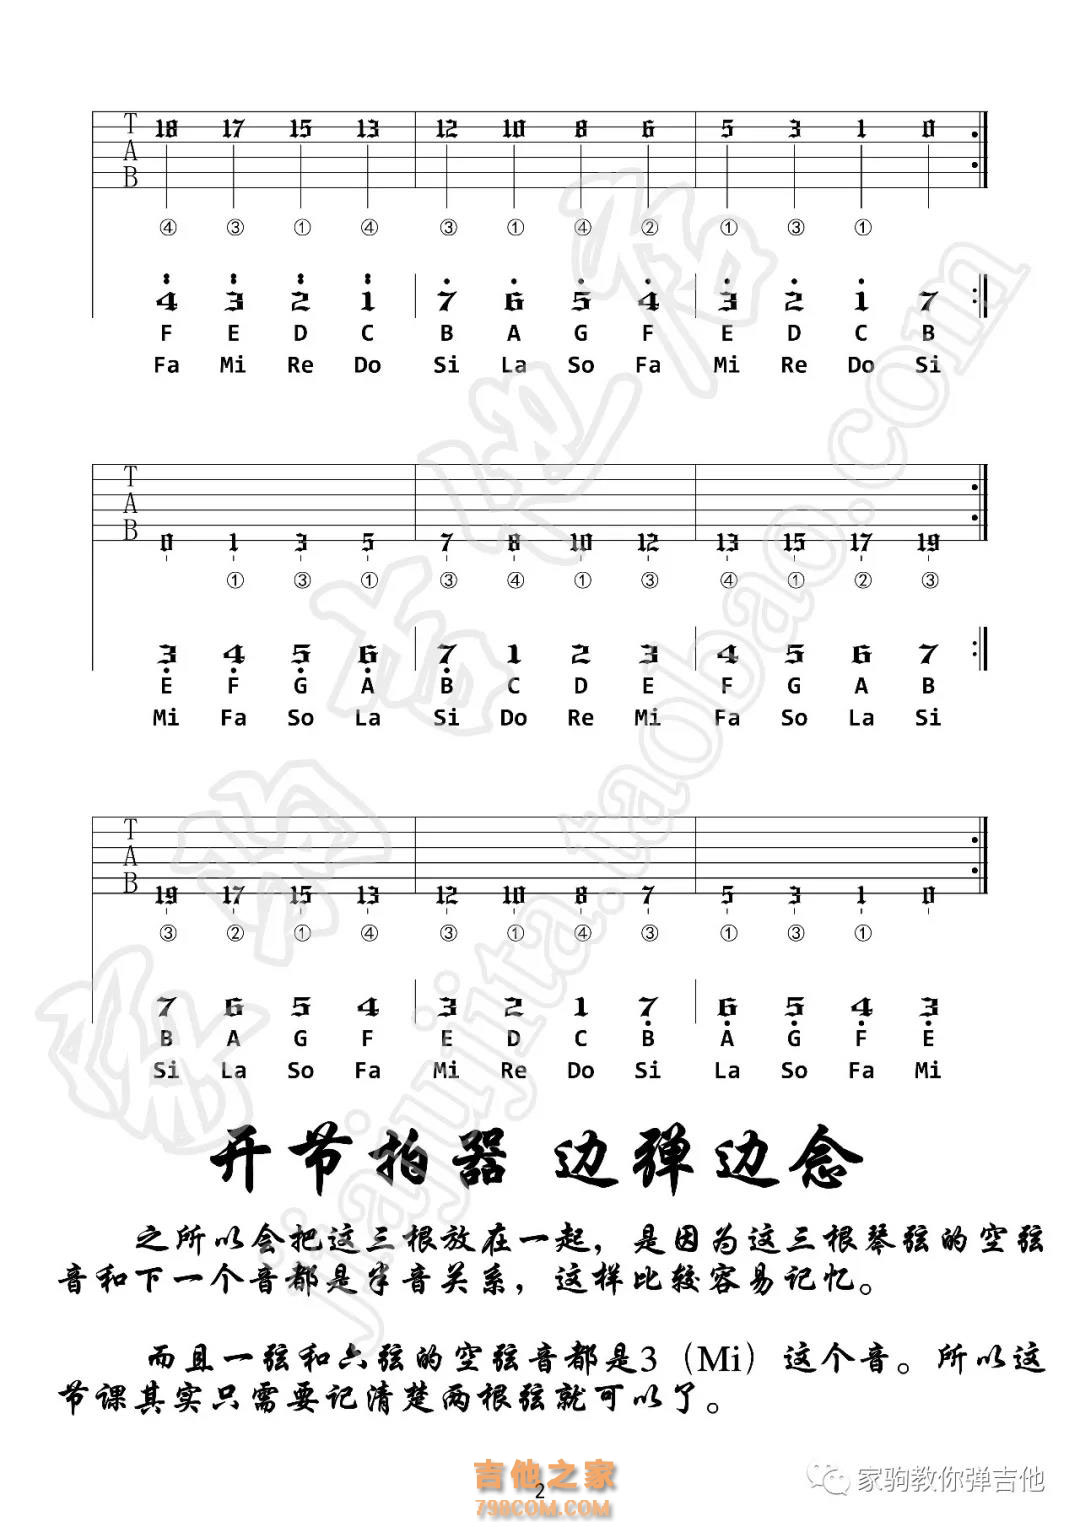 T
A
B
18 17 15 13 12 10 8 6 5 3 1 0
④ ③ ① ④ ③ ① ④ ② ① ③ ①
4 3 2 1 7 6 5 4 3 2 1 7
F E D C B A G F E D C B
Fa Mi Re Do Si La So Fa Mi Re Do Si
T
A
B
0 1 3 5 7 8 10 12 13 15 17 19
① ③ ① ③ ④ ① ③ ④ ① ② ③
3 4 5 6 7 1 2 3 4 5 6 7
E F G A B C D E F G A B
Mi Fa So La Si Do Re Mi Fa So La Si
T
A
B
19 17 15 13 12 10 8 7 5 3 1 0
③ ② ① ④ ③ ① ④ ③ ① ③ ①
7 6 5 4 3 2 1 7 6 5 4 3
B A G F E D C B A G F E
Si La So Fa Mi Re Do Si La So Fa Mi
开节拍器 边弹边念
之所以会把这三根放在一起，是因为这三根琴弦的空弦
音和下一个音都是半音关系，这样比较容易记忆。
而且一弦和六弦的空弦音都是3（Mi）这个音。所以这
节课其实只需要记清楚两根弦就可以了。
吉他之家
798COM.COM
2
家驹教你弹吉他
jiajujita.taobao.com